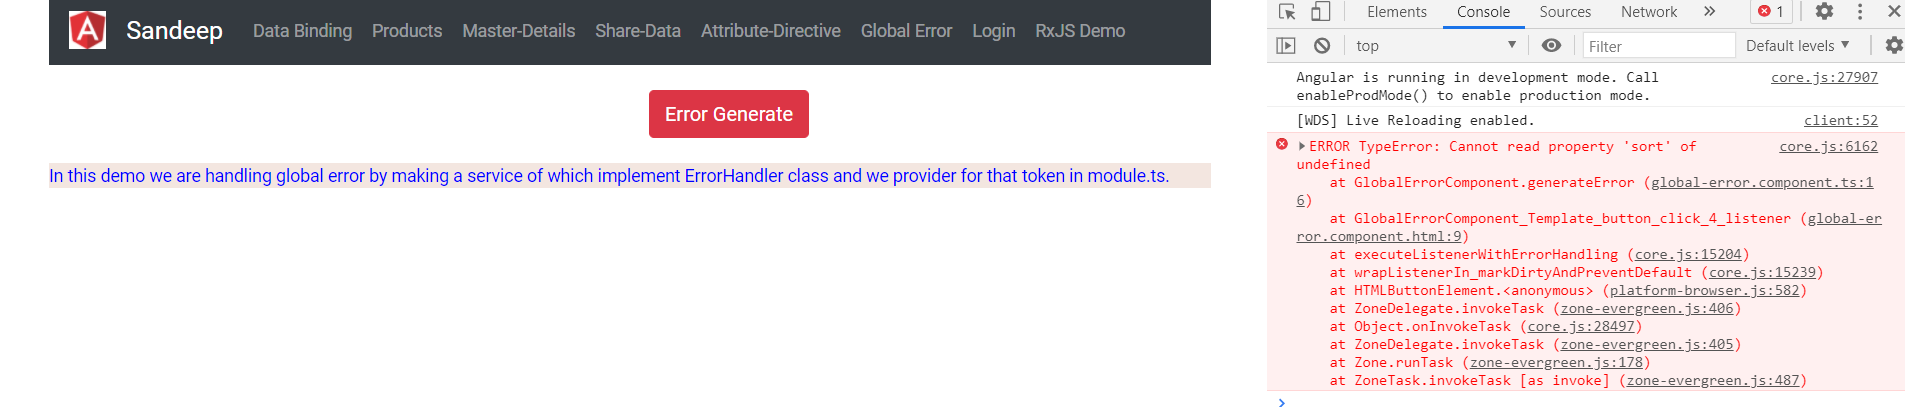 Sandeep Data Binding Products Master-Details Share-Data Attribute-Directive Global Error Login RxJS Demo
Error Generate
In this demo we are handling global error by making a service of which implement ErrorHandler class and we provider for that token in module.ts.
Elements Console Sources Network » 1
top Filter Default levels ▼
Angular is running in development mode. Call core.js:27907
enableProdMode() to enable production mode.
[WDS] Live Reloading enabled. client:52
ERROR TypeError: Cannot read property 'sort' of core.js:6162
undefined
at GlobalErrorComponent.generateError (global-error.component.ts:1
6)
at GlobalErrorComponent_Template_button_click_4_listener (global-er
ror.component.html:9)
at executeListenerWithErrorHandling (core.js:15204)
at wrapListenerIn_markDirtyAndPreventDefault (core.js:15239)
at HTMLButtonElement.<anonymous> (platform-browser.js:582)
at ZoneDelegate.invokeTask (zone-evergreen.js:406)
at Object.onInvokeTask (core.js:28497)
at ZoneDelegate.invokeTask (zone-evergreen.js:405)
at Zone.runTask (zone-evergreen.js:178)
at ZoneTask.invokeTask [as invoke] (zone-evergreen.js:487)